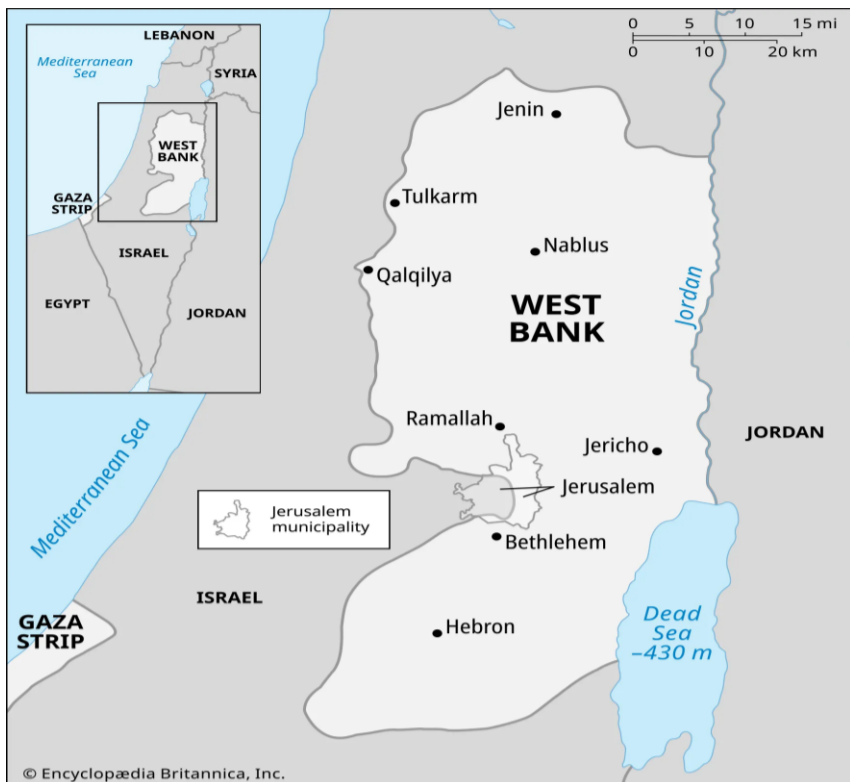 LEBANON
Mediterranean
Sea
SYRIA
WEST
BANK
GAZA
STRIP
ISRAEL
EGYPT
JORDAN
0 5 10 15 mi
0 10 20 km
Jenin
Tulkarm
Nablus
Qalqilya
WEST
BANK
Jordan
Ramallah
Jericho
JORDAN
Mediterranean Sea
Jerusalem
Jerusalem
municipality
Bethlehem
ISRAEL
GAZA
STRIP
Hebron
Dead
Sea
–430 m
© Encyclopædia Britannica, Inc.